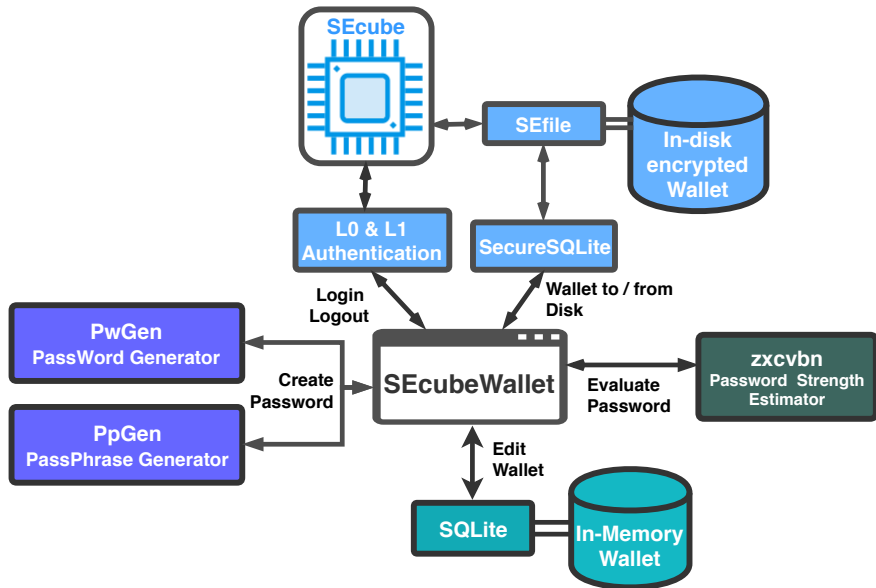 SEcube
SEfile
In-disk
encrypted
Wallet
L0 & L1
Authentication
SecureSQLite
Login
Logout
Wallet to / from
Disk
PwGen
PassWord Generator
Create
Password
SEcubeWallet
Evaluate
Password
zxcvbn
Password Strength
Estimator
PpGen
PassPhrase Generator
Edit
Wallet
SQLite
In-Memory
Wallet